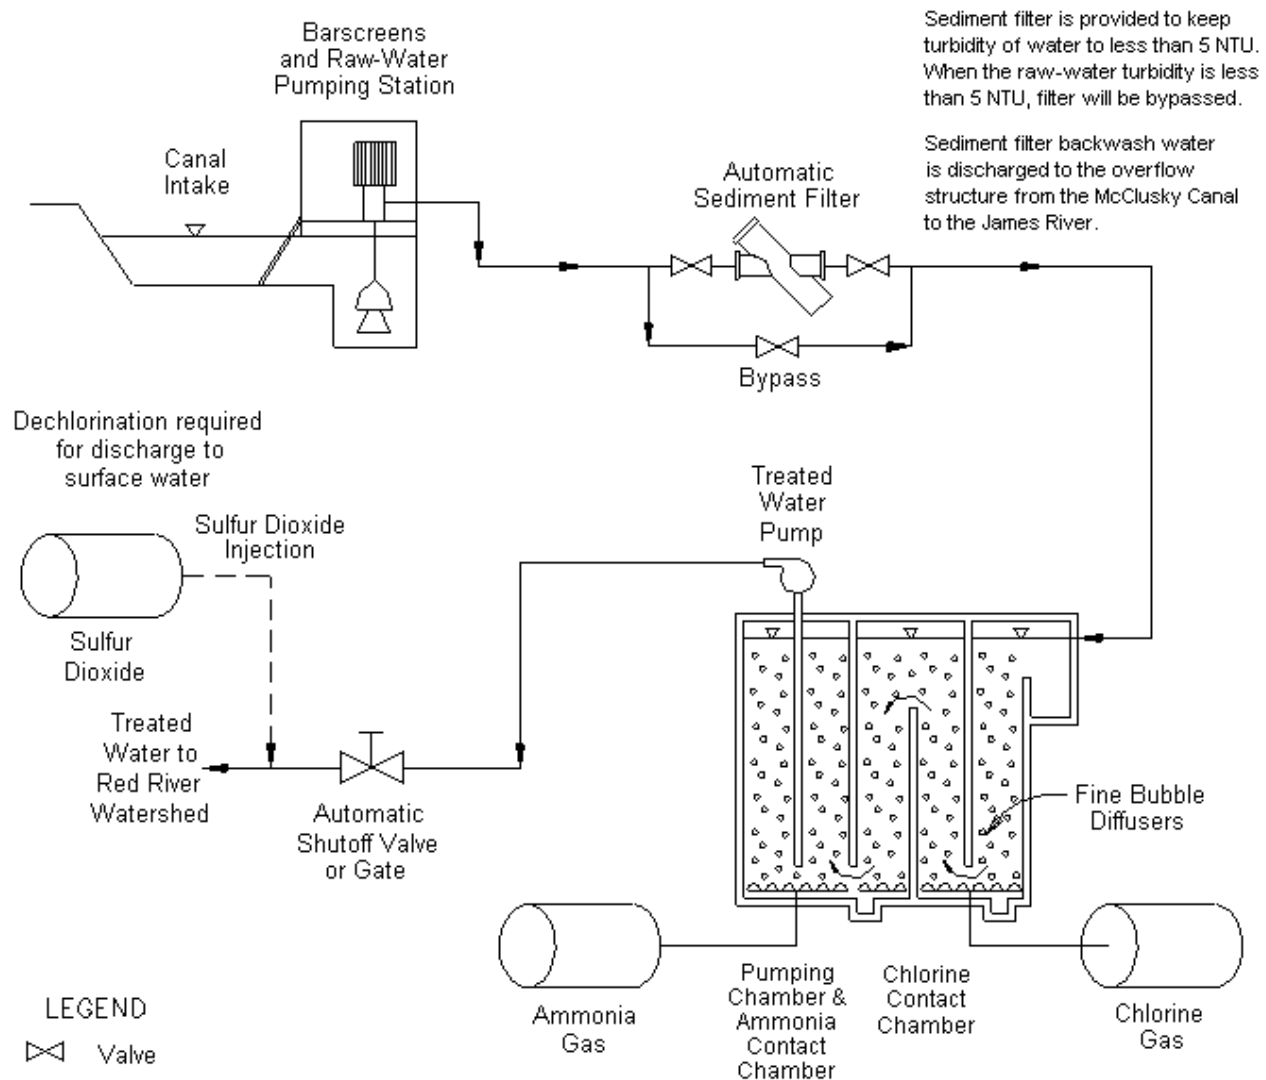 Barscreens
and Raw-Water
Pumping Station
Sediment filter is provided to keep
turbidity of water to less than 5 NTU.
When the raw-water turbidity is less
than 5 NTU, filter will be bypassed.
Sediment filter backwash water
is discharged to the overflow
structure from the McClusky Canal
to the James River.
Canal
Intake
Automatic
Sediment Filter
Bypass
Dechlorination required
for discharge to
surface water
Sulfur Dioxide
Injection
Sulfur
Dioxide
Treated
Water
Pump
Treated
Water to
Red River
Watershed
Automatic
Shutoff Valve
or Gate
Fine Bubble
Diffusers
Ammonia
Gas
Pumping
Chamber &
Ammonia
Contact
Chamber
Chlorine
Contact
Chamber
Chlorine
Gas
LEGEND
Valve